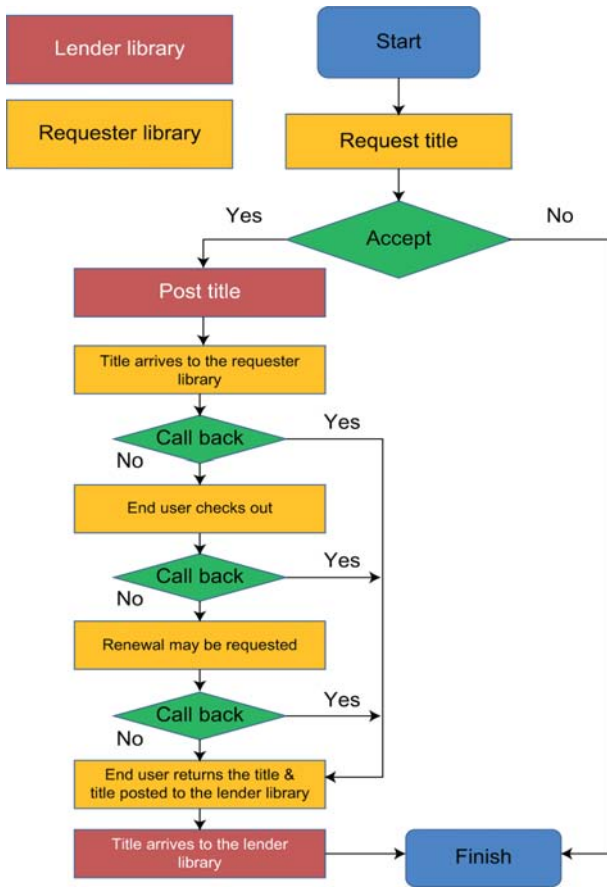 Lender library
Start
Requester library
Request title
Yes
No
Accept
Post title
Title arrives to the requester
library
Yes
Call back
No
End user checks out
Yes
Call back
No
Renewal may be requested
Yes
Call back
No
End user returns the title &
title posted to the lender library
Title arrives to the lender
library
Finish